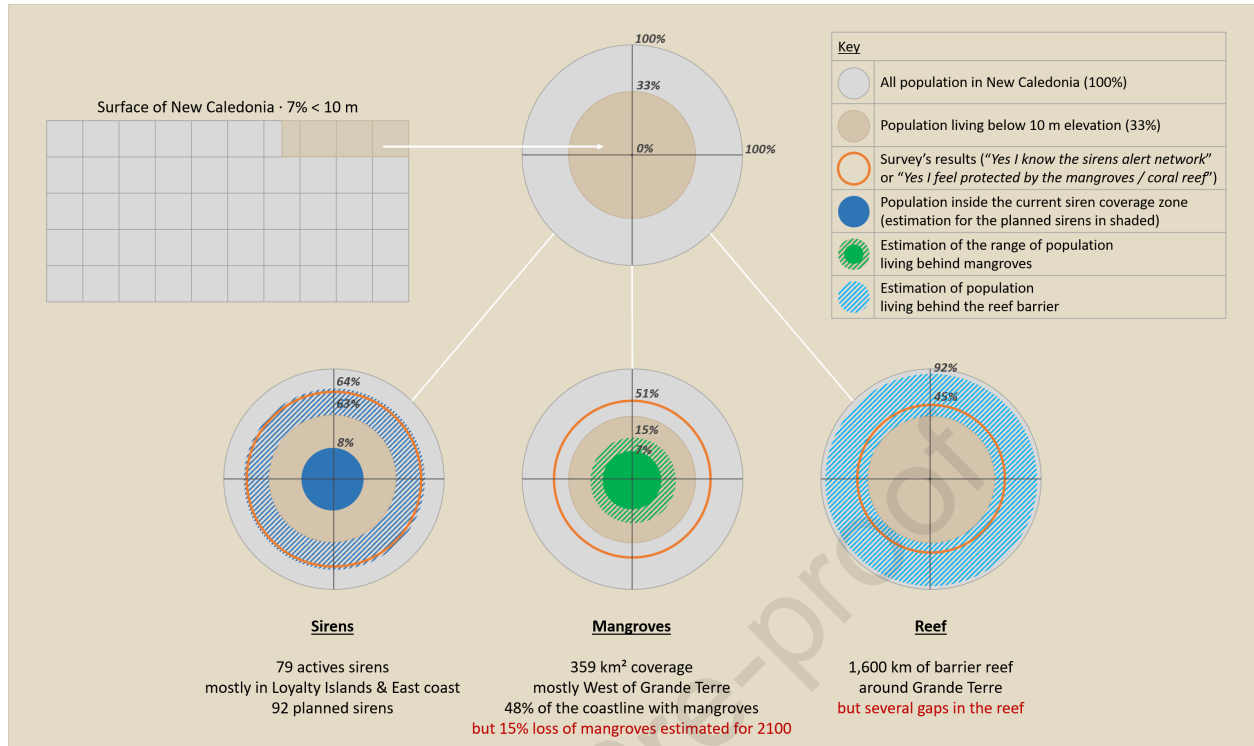 100%
33%
0%
100%
Surface of New Caledonia · 7% < 10 m
Key
All population in New Caledonia (100%)
Population living below 10 m elevation (33%)
Survey's results (“Yes I know the sirens alert network”
or “Yes I feel protected by the mangroves / coral reef”)
Population inside the current siren coverage zone
(estimation for the planned sirens in shaded)
Estimation of the range of population
living behind mangroves
Estimation of population
living behind the reef barrier
64%
63%
8%
51%
15%
7%
92%
45%
Sirens
79 actives sirens
mostly in Loyalty Islands & East coast
92 planned sirens
Mangroves
359 km² coverage
mostly West of Grande Terre
48% of the coastline with mangroves
but 15% loss of mangroves estimated for 2100
Reef
1,600 km of barrier reef
around Grande Terre
but several gaps in the reef
re-proof